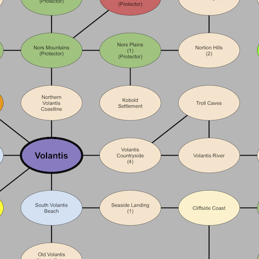 (Protector)
(Protector)
Nors Mountains
(Protector)
Nors Plains
(1)
(Protector)
Norton Hills
(2)
Northern
Volantis
Coastline
Kobold
Settlement
Troll Caves
Volantis
Volantis
Countryside
(4)
Volantis River
South Volantis
Beach
Seaside Landing
(1)
Cliffside Coast
Old Volantis